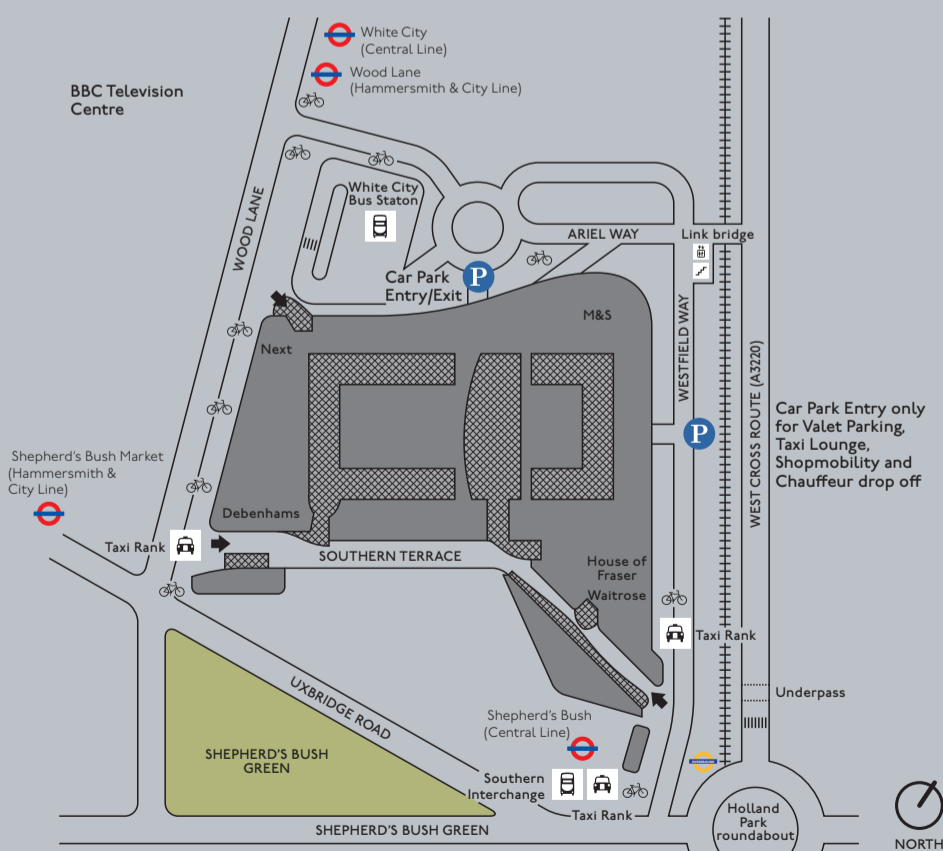 White City
(Central Line)
Wood Lane
(Hammersmith & City Line)
BBC Television
Centre
White City
Bus Staton
WOOD LANE
ARIEL WAY
Link bridge
Car Park
Entry/Exit
P
M&S
Next
WESTFIELD WAY
WEST CROSS ROUTE (A3220)
P
Car Park Entry only
for Valet Parking,
Taxi Lounge,
Shopmobility and
Chauffeur drop off
Shepherd's Bush Market
(Hammersmith &
City Line)
Debenhams
Taxi Rank
SOUTHERN TERRACE
House of
Fraser
Waitrose
Taxi Rank
Underpass
UXBRIDGE ROAD
Shepherd's Bush
(Central Line)
SHEPHERD'S BUSH
GREEN
Southern
Interchange
Taxi Rank
Holland
Park
roundabout
SHEPHERD'S BUSH GREEN
NORTH